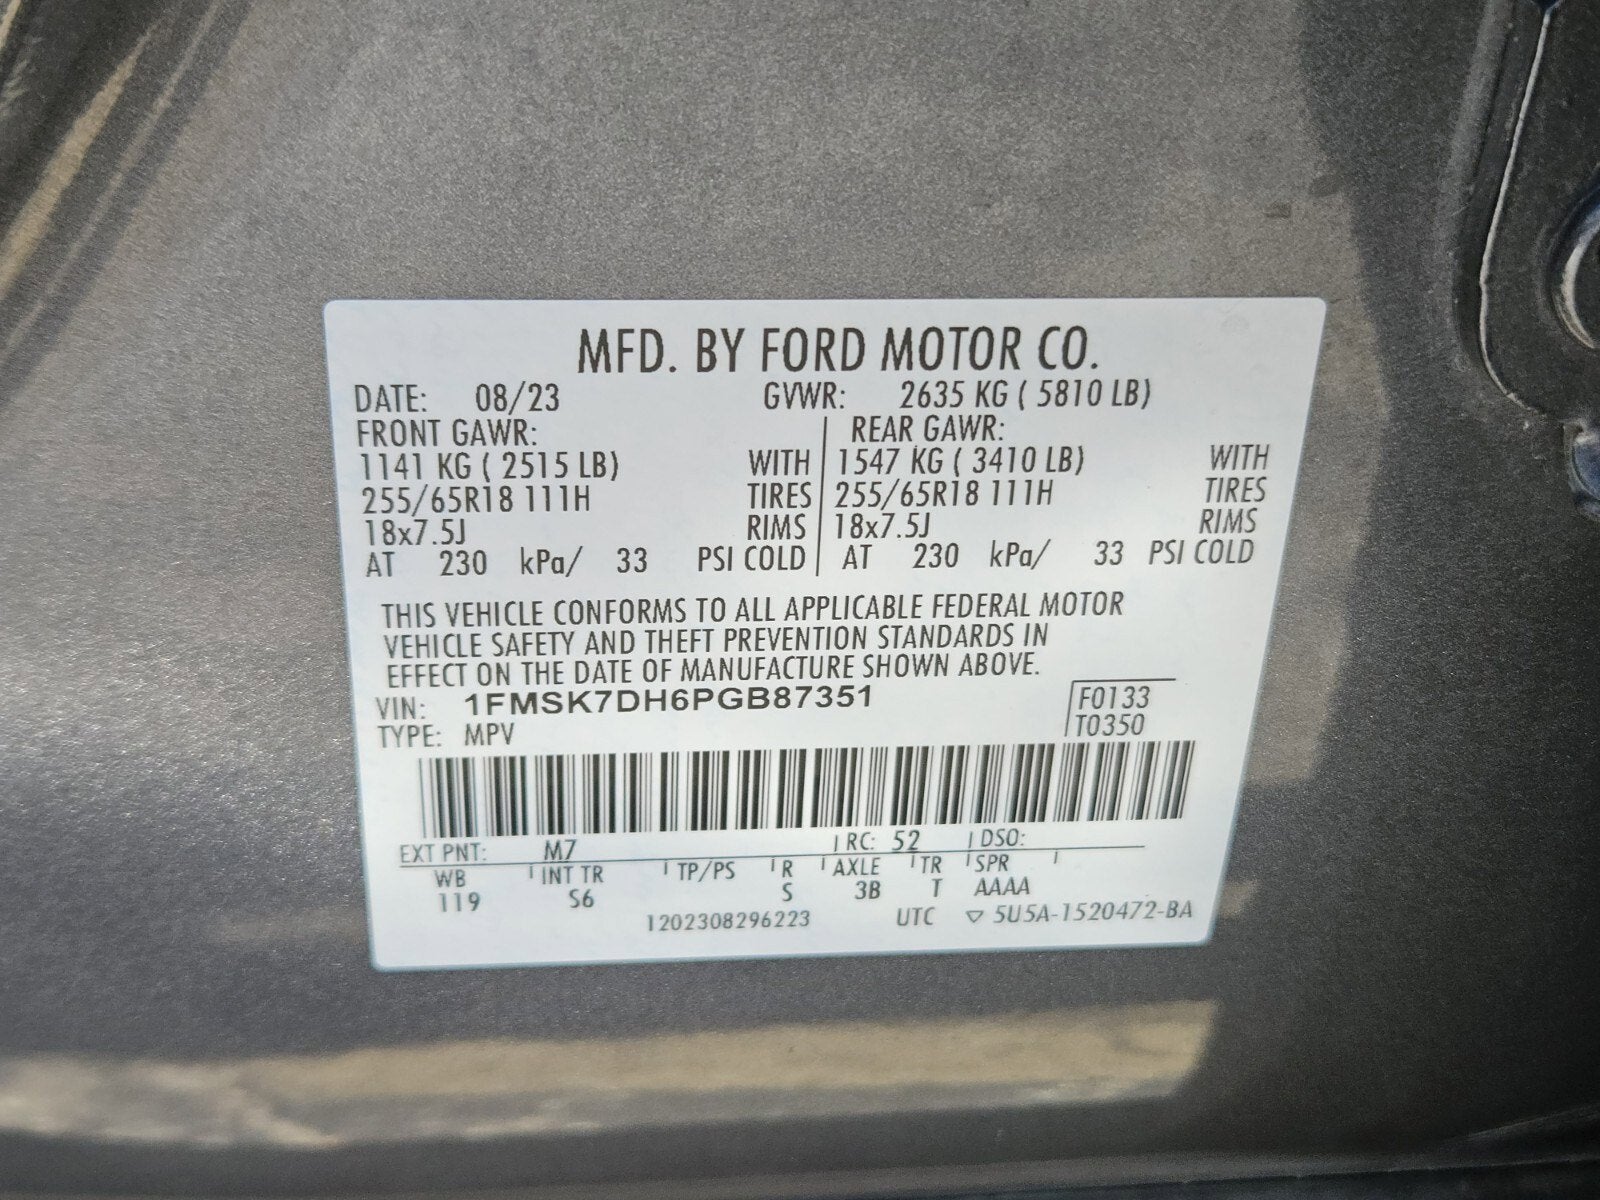 MFD. BY FORD MOTOR CO.
DATE: 08/23 GVWR: 2635 KG ( 5810 LB)
FRONT GAWR: REAR GAWR:
1141 KG ( 2515 LB) WITH 1547 KG ( 3410 LB) WITH
255/65R18 111H TIRES 255/65R18 111H TIRES
18x7.5J RIMS 18x7.5J RIMS
AT 230 kPa/ 33 PSI COLD AT 230 kPa/ 33 PSI COLD
THIS VEHICLE CONFORMS TO ALL APPLICABLE FEDERAL MOTOR
VEHICLE SAFETY AND THEFT PREVENTION STANDARDS IN
EFFECT ON THE DATE OF MANUFACTURE SHOWN ABOVE.
VIN: 1FMSK7DH6PGB87351 F0133
TYPE: MPV T0350
EXT PNT: M7 RC: 52 DSO:
WB INT TR TP/PS R AXLE TR SPR
119 S6 S 3B T AAAA
1202308296223 UTC ▽ 5U5A-1520472-BA